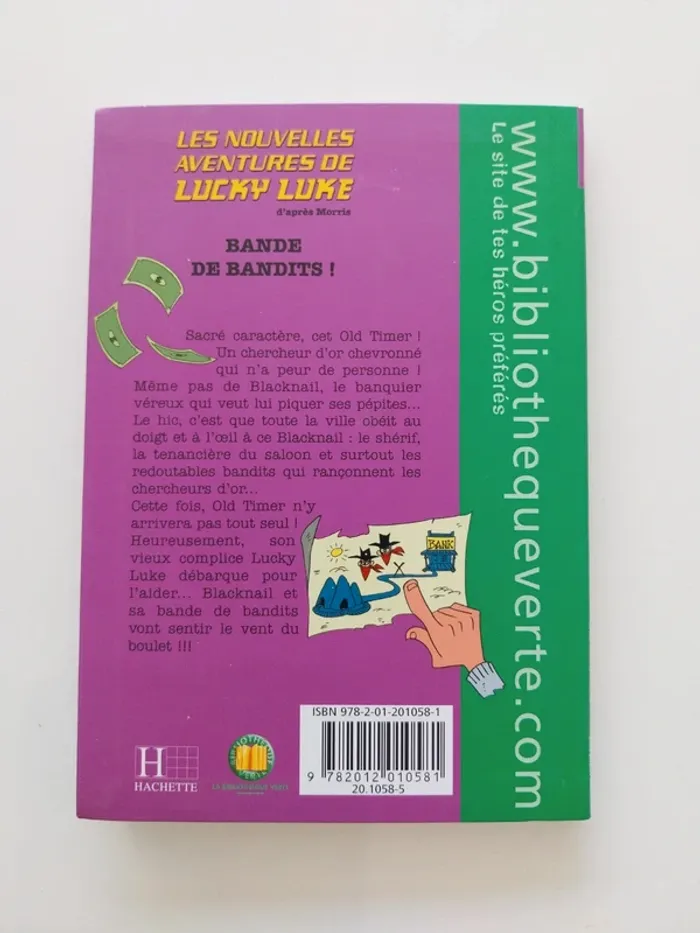 LES NOUVELLES
AVENTURES DE
LUCKY LUKE
d'après Morris
BANDE
DE BANDITS !
Sacré caractère, cet Old Timer !
Un chercheur d'or chevronné
qui n'a peur de personne !
Même pas de Blacknail, le banquier
véreux qui veut lui piquer ses pépites...
Le hic, c'est que toute la ville obéit au
doigt et à l'œil à ce Blacknail : le shérif,
la tenancière du saloon et surtout les
redoutables bandits qui rançonnent les
chercheurs d'or...
Cette fois, Old Timer n'y
arrivera pas tout seul !
Heureusement, son
vieux complice Lucky
Luke débarque pour
l'aider... Blacknail et
sa bande de bandits
vont sentir le vent du
boulet !!!
BANK
www.bibliothequeverte.com
Le site de tes héros préférés
H
HACHETTE
BIBLIOTHEQUE
VERTE
LA BIBLIOTHEQUE VERTE
ISBN 978-2-01-201058-1
9 782012 010581
20.1058-5